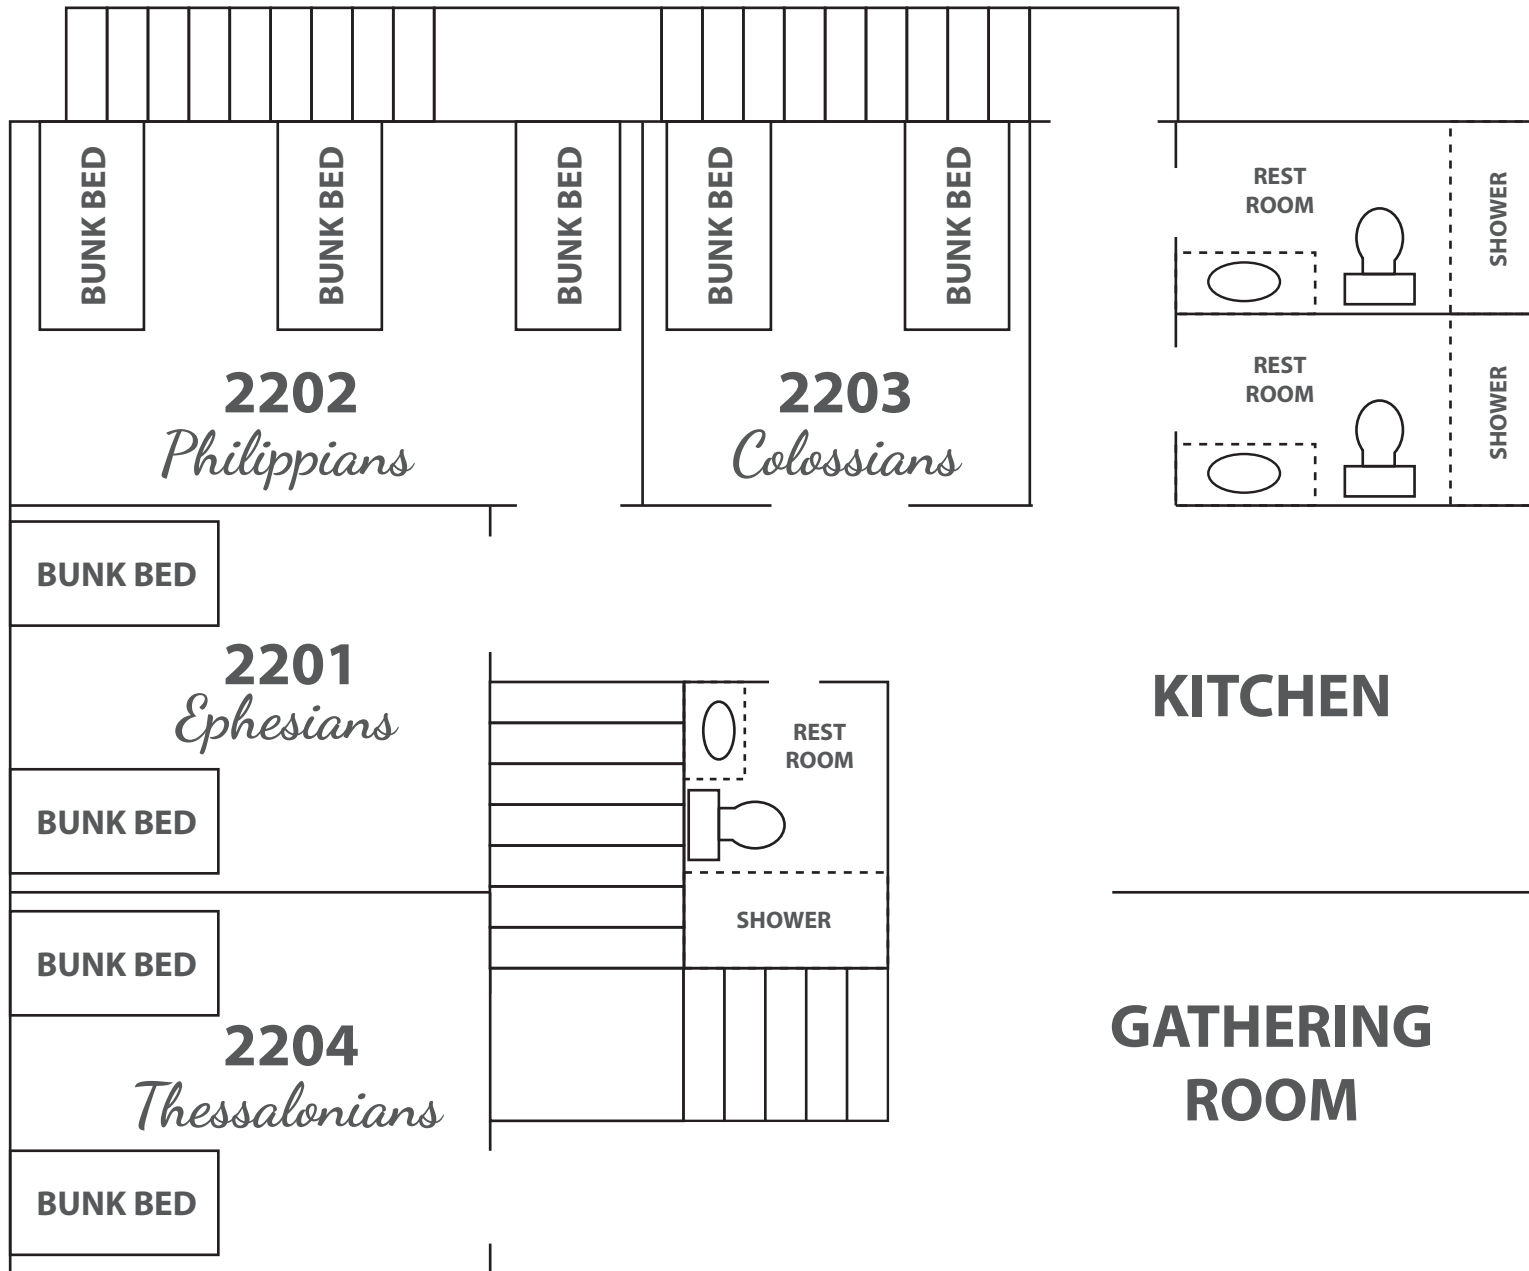 BUNK BED
BUNK BED
BUNK BED
BUNK BED
BUNK BED
REST
ROOM
SHOWER
2202
Philippians
2203
Colossians
REST
ROOM
SHOWER
BUNK BED
2201
Ephesians
BUNK BED
KITCHEN
REST
ROOM
SHOWER
BUNK BED
2204
Thessalonians
BUNK BED
GATHERING
ROOM